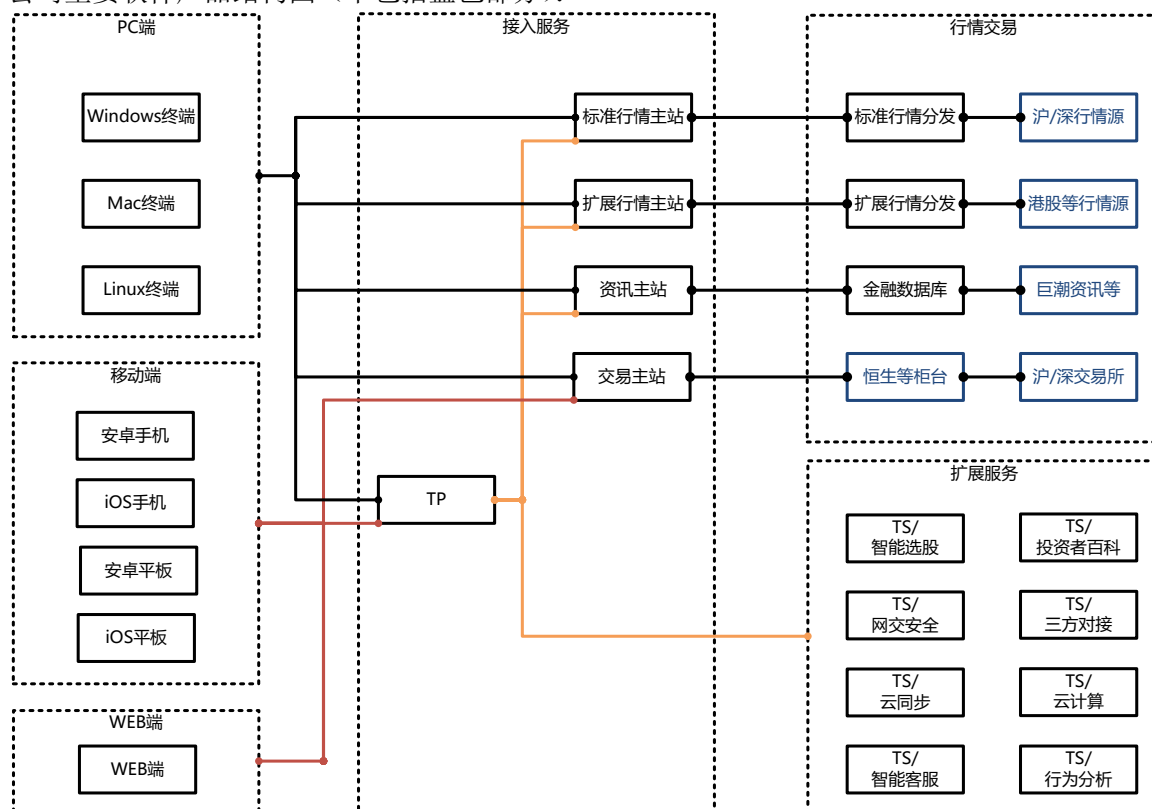 PC端
Windows终端
Mac终端
Linux终端
移动端
安卓手机
iOS手机
安卓平板
iOS平板
WEB端
WEB端
接入服务
标准行情主站
扩展行情主站
资讯主站
交易主站
TP
行情交易
标准行情分发
沪/深行情源
扩展行情分发
港股等行情源
金融数据库
巨潮资讯等
恒生等柜台
沪/深交易所
扩展服务
TS/
智能选股
TS/
投资者百科
TS/
网交安全
TS/
三方对接
TS/
云同步
TS/
云计算
TS/
智能客服
TS/
行为分析